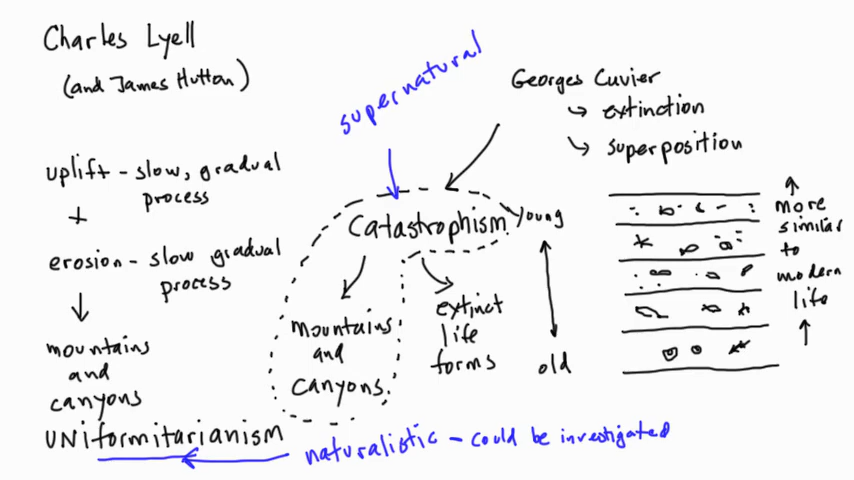 Charles Lyell
(and James Hutton)
uplift - slow, gradual
process
+
erosion - slow gradual
process
mountains
and
canyons
UNiformitarianism
supernatural
Georges Cuvier
extinction
superposition
Catastrophism
mountains
and
canyons.
extinct
life
forms
young
old
more
similar
to
modern
life
naturalistic - could be investigated